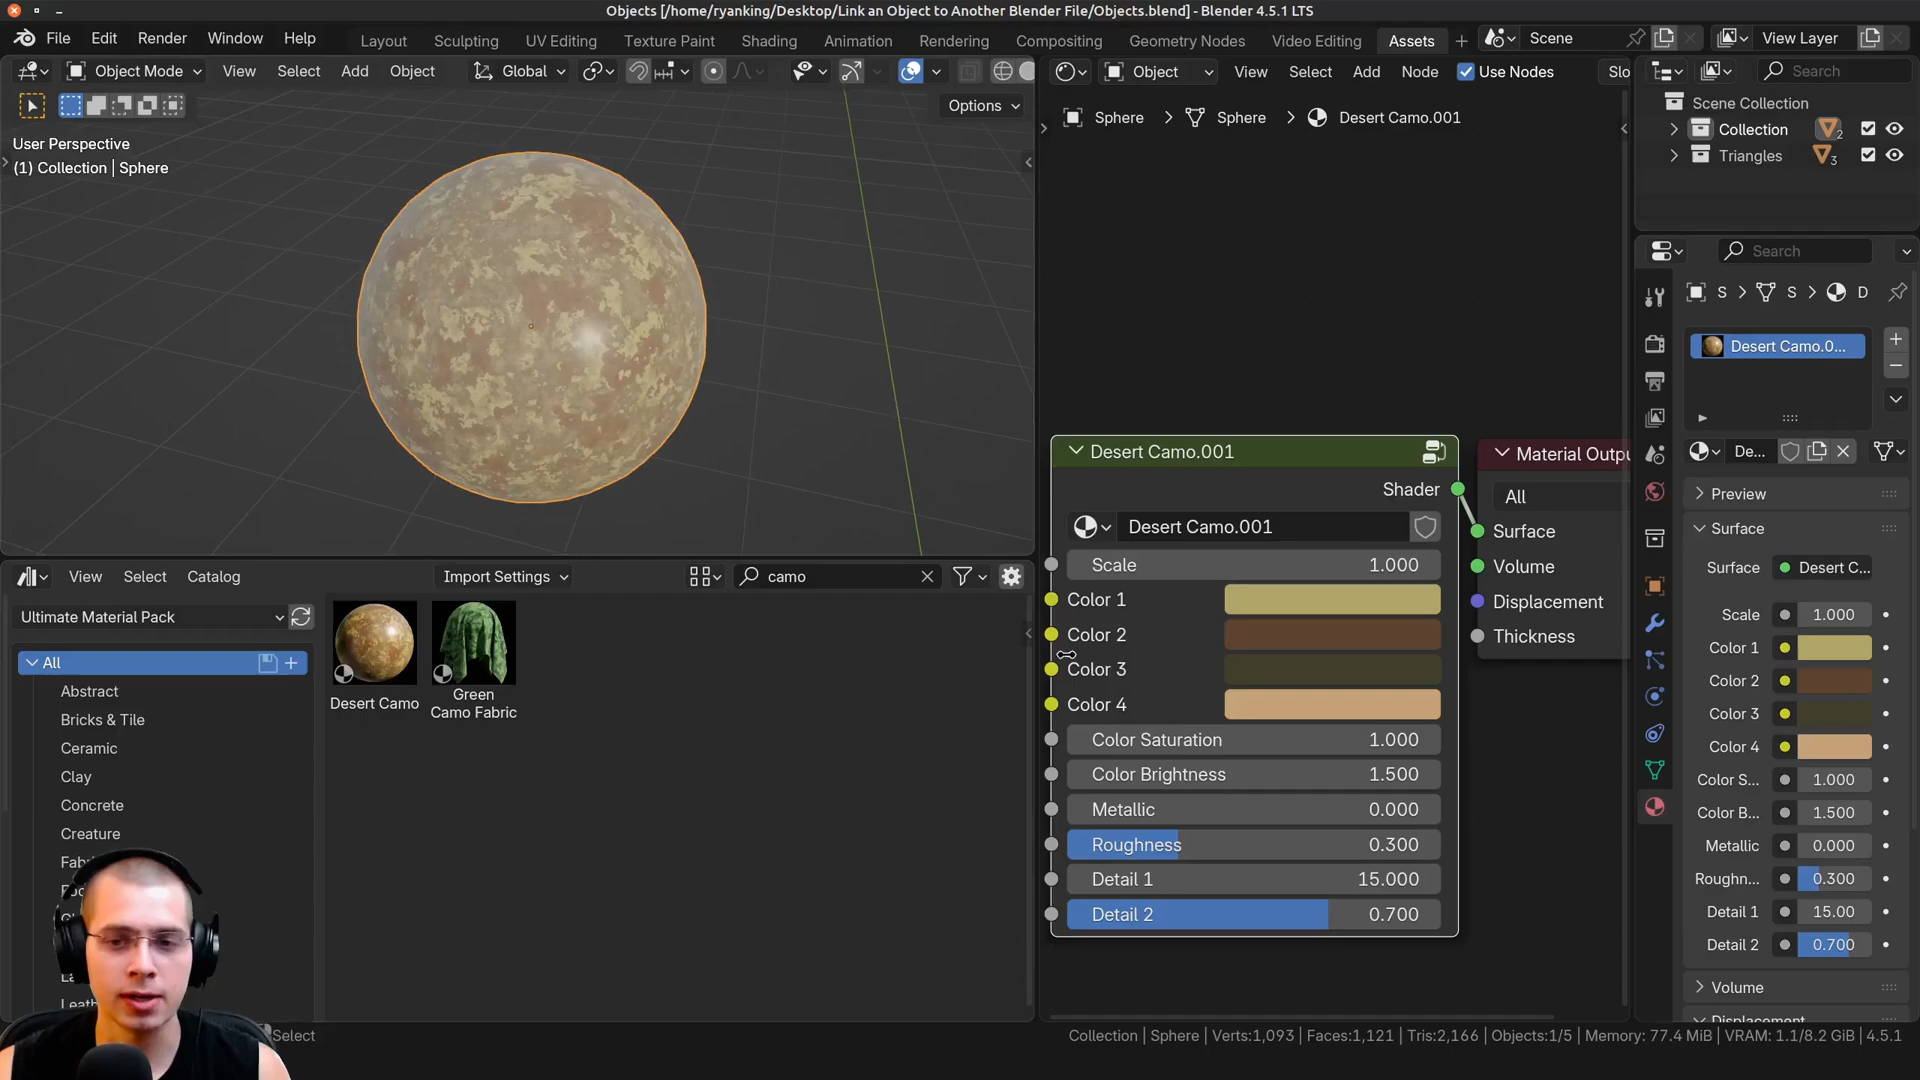 Objects [/home/ryanking/Desktop/Link an Object to Another Blender File/Objects.blend] - Blender 4.5.1 LTS
File Edit Render Window Help Layout Sculpting UV Editing Texture Paint Shading Animation Rendering Compositing Geometry Nodes Video Editing Assets Scene View Layer
Object Mode View Select Add Object Global
Options
User Perspective
(1) Collection | Sphere
Object View Select Add Node Use Nodes Slo
Sphere > Sphere > Desert Camo.001
Desert Camo.001
Shader
Desert Camo.001
Scale 1.000
Color 1
Color 2
Color 3
Color 4
Color Saturation 1.000
Color Brightness 1.500
Metallic 0.000
Roughness 0.300
Detail 1 15.000
Detail 2 0.700
Material Outpu
All
Surface
Volume
Displacement
Thickness
Search
Scene Collection
Collection 2
Triangles 3
Search
S > S > D
Desert Camo.0...
De...
Preview
Surface
Surface Desert C...
Scale 1.000
Color 1
Color 2
Color 3
Color 4
Color S... 1.000
Color B... 1.500
Metallic 0.000
Roughn... 0.300
Detail 1 15.00
Detail 2 0.700
Volume
View Select Catalog Import Settings camo
Ultimate Material Pack
All
Abstract
Bricks & Tile
Ceramic
Clay
Concrete
Creature
Desert Camo
Green
Camo Fabric
Select
Collection | Sphere | Verts:1,093 | Faces:1,121 | Tris:2,166 | Objects:1/5 | Memory: 77.4 MiB | VRAM: 1.1/8.2 GiB | 4.5.1